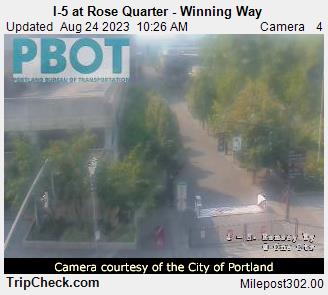 I-5 at Rose Quarter - Winning Way
Updated Aug 24 2023 10:26 AM Camera 4
PBOT
PORTLAND BUREAU OF TRANSPORTATION
Camera courtesy of the City of Portland
TripCheck.com Milepost302.00